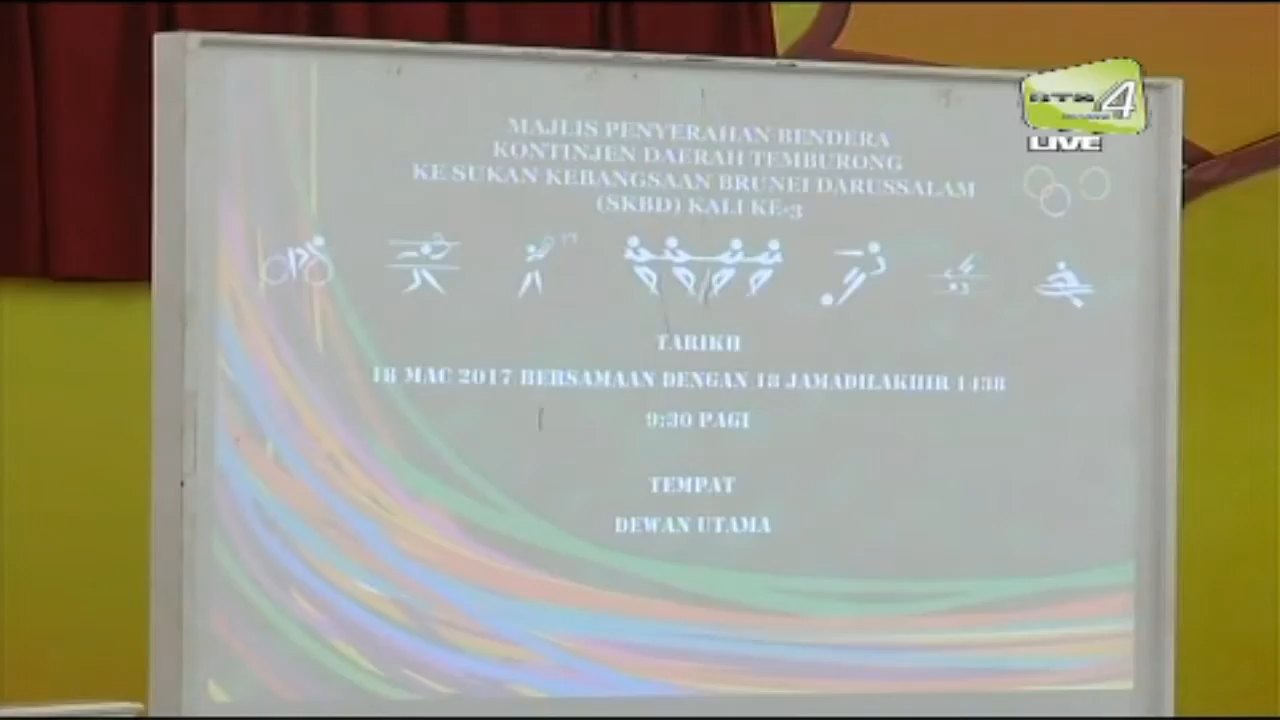 MAJLIS PENYERAHAN BENDERA
KONTINJEN DAERAH TEMBURONG
KE SUKAN KEBANGSAAN BRUNEI DARUSSALAM
(SKBD) KALI KE-3
TARIKH
18 MAC 2017 BERSAMAAN DENGAN 18 JAMADILAKHIR 1438
9:30 PAGI
TEMPAT
DEWAN UTAMA
RTB 4
LIVE